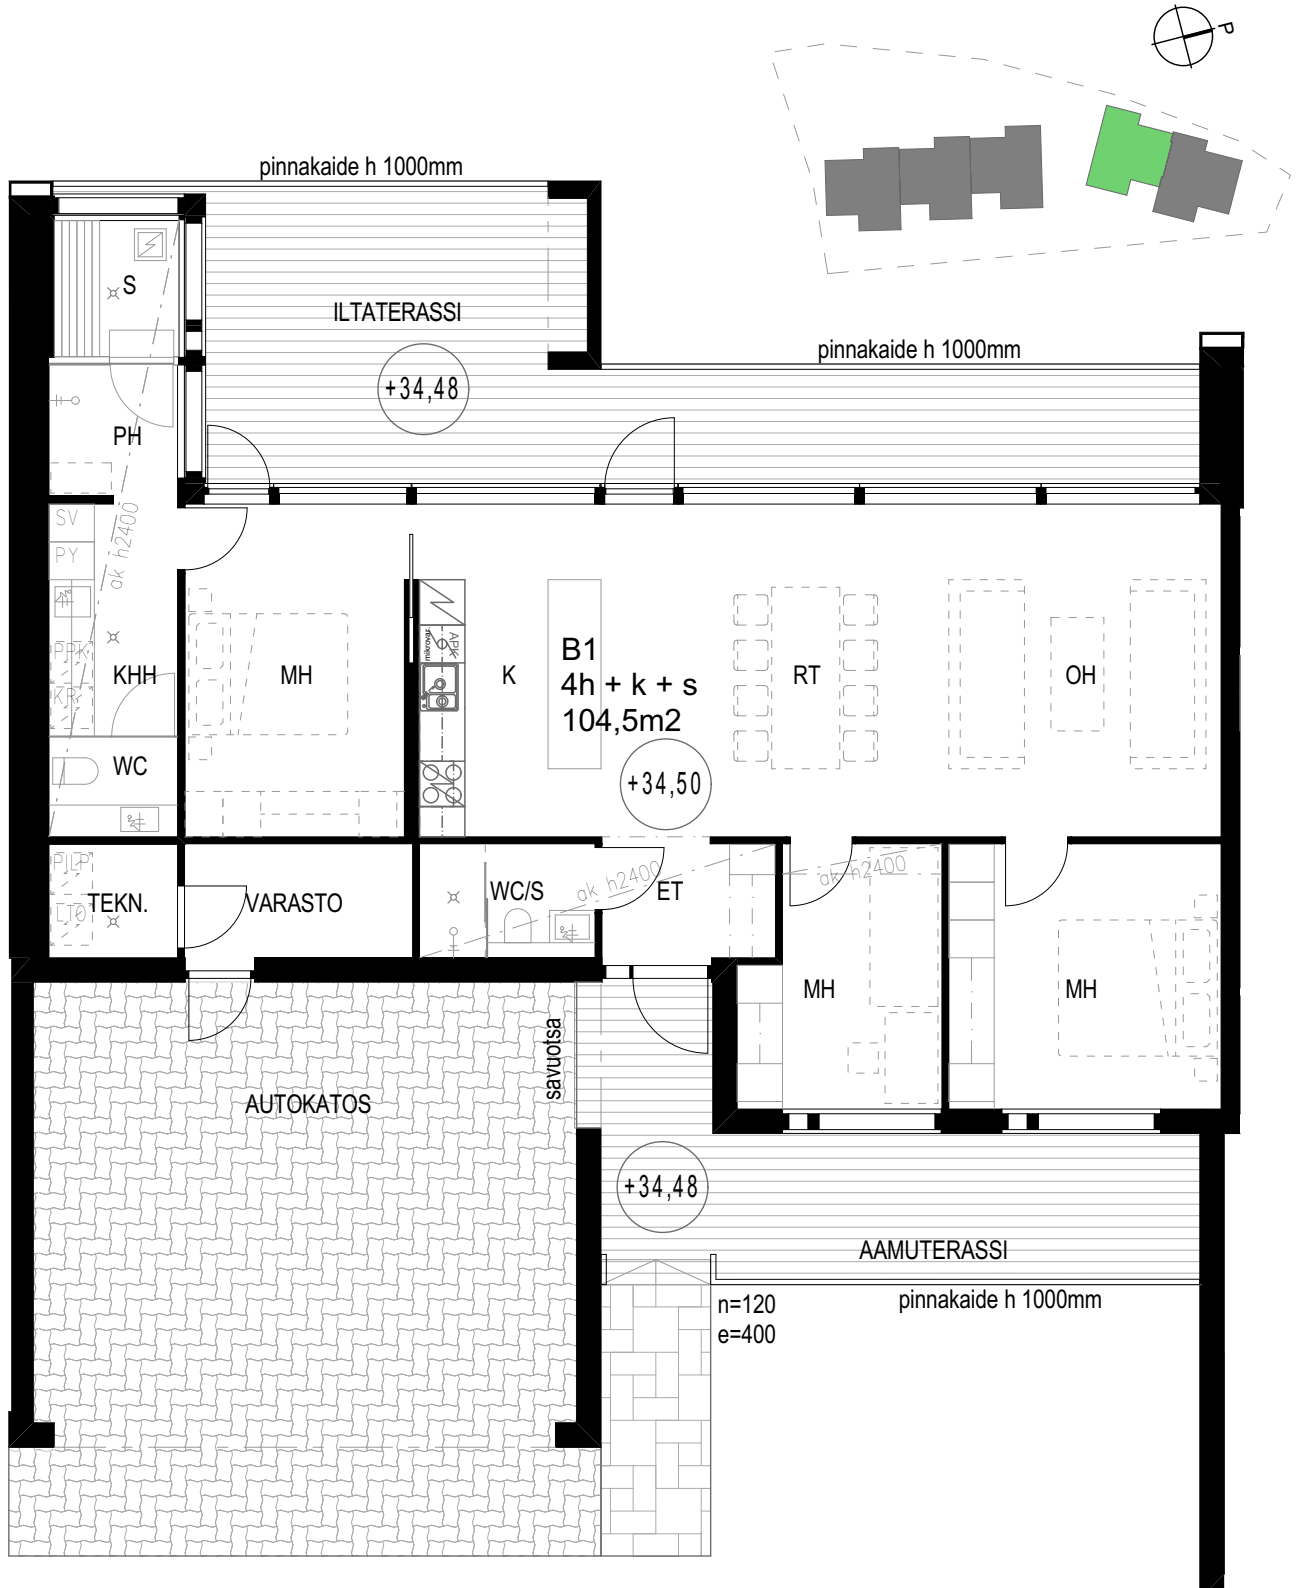 P
pinnakaide h 1000mm
S
ILTATERASSI
pinnakaide h 1000mm
+34,48
PH
SV
PY
ak h2400
PPK
KHH
KR
MH
mikrovar.
APK
K
B1
4h + k + s
104,5m2
RT
OH
WC
+34,50
PILP
LTO
TEKN.
VARASTO
WC/S
ak h2400
ET
ak h2400
MH
MH
savuotsa
AUTOKATOS
+34,48
AAMUTERASSI
pinnakaide h 1000mm
n=120
e=400